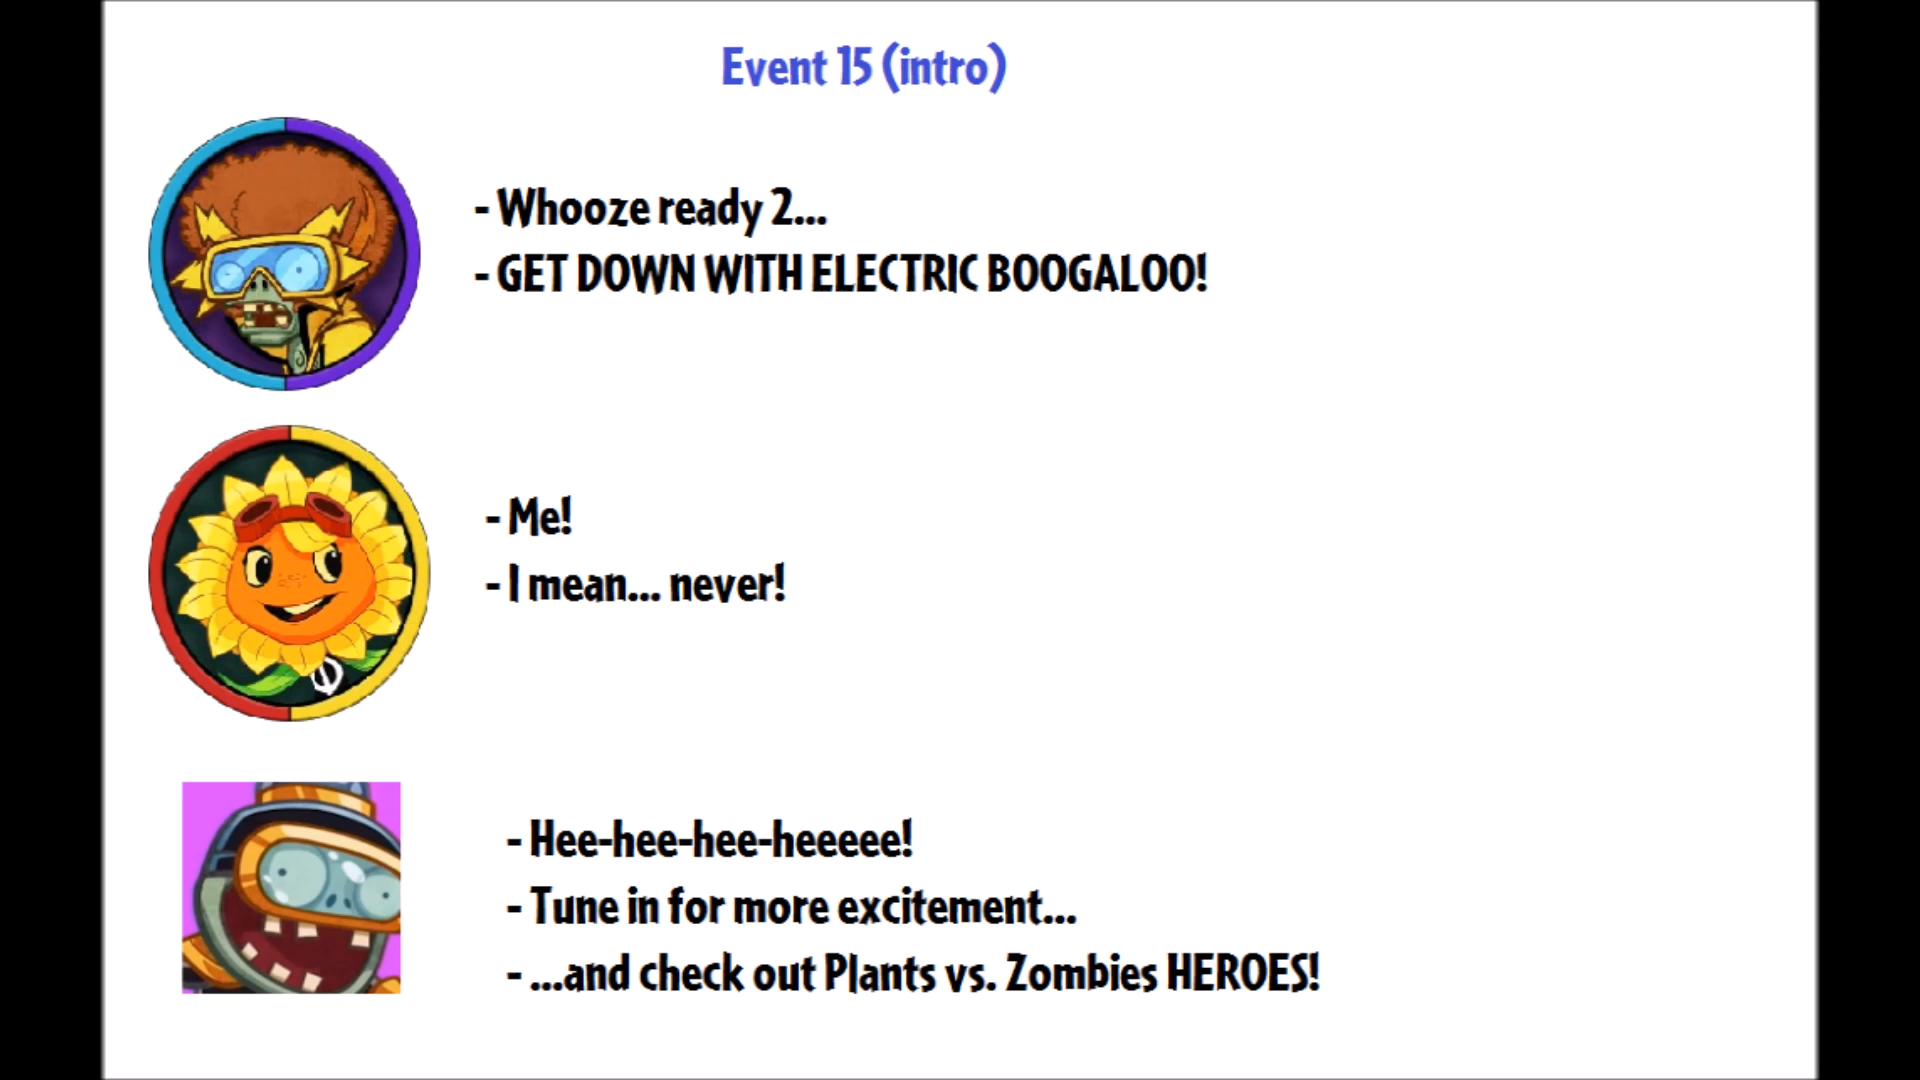 Event 15 (intro)
- Whooze ready 2...
- GET DOWN WITH ELECTRIC BOOGALOO!
- Me!
- I mean... never!
- Hee-hee-hee-heeeee!
- Tune in for more excitement...
- ...and check out Plants vs. Zombies HEROES!